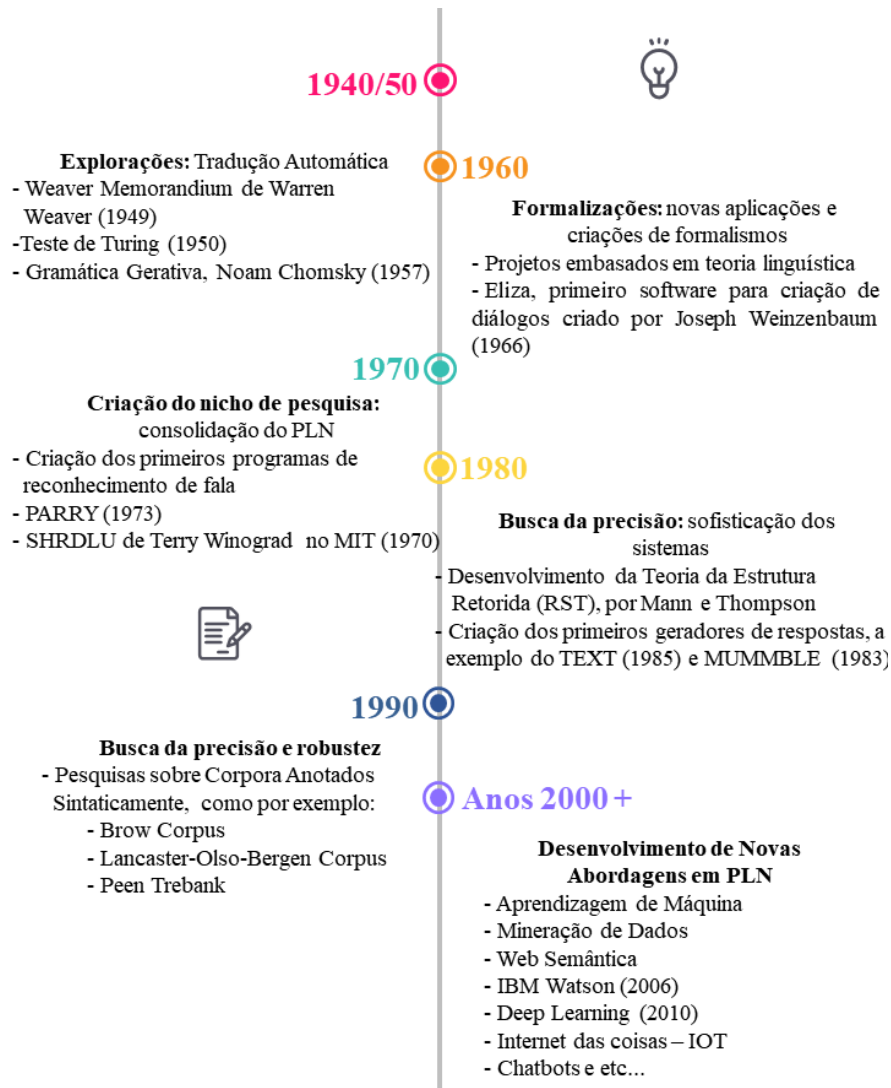 1940/50
Explorações: Tradução Automática
- Weaver Memorandium de Warren
Weaver (1949)
-Teste de Turing (1950)
- Gramática Gerativa, Noam Chomsky (1957)
1960
Formalizações: novas aplicações e
criações de formalismos
- Projetos embasados em teoria linguística
- Eliza, primeiro software para criação de
diálogos criado por Joseph Weinzenbaum
(1966)
1970
Criação do nicho de pesquisa:
consolidação do PLN
- Criação dos primeiros programas de
reconhecimento de fala
- PARRY (1973)
- SHRDLU de Terry Winograd no MIT (1970)
1980
Busca da precisão: sofisticação dos
sistemas
- Desenvolvimento da Teoria da Estrutura
Retorida (RST), por Mann e Thompson
- Criação dos primeiros geradores de respostas, a
exemplo do TEXT (1985) e MUMMBLE (1983)
1990
Busca da precisão e robustez
- Pesquisas sobre Corpora Anotados
Sintaticamente, como por exemplo:
- Brow Corpus
- Lancaster-Olso-Bergen Corpus
- Peen Trebank
Anos 2000 +
Desenvolvimento de Novas
Abordagens em PLN
- Aprendizagem de Máquina
- Mineração de Dados
- Web Semântica
- IBM Watson (2006)
- Deep Learning (2010)
- Internet das coisas – IOT
- Chatbots e etc...